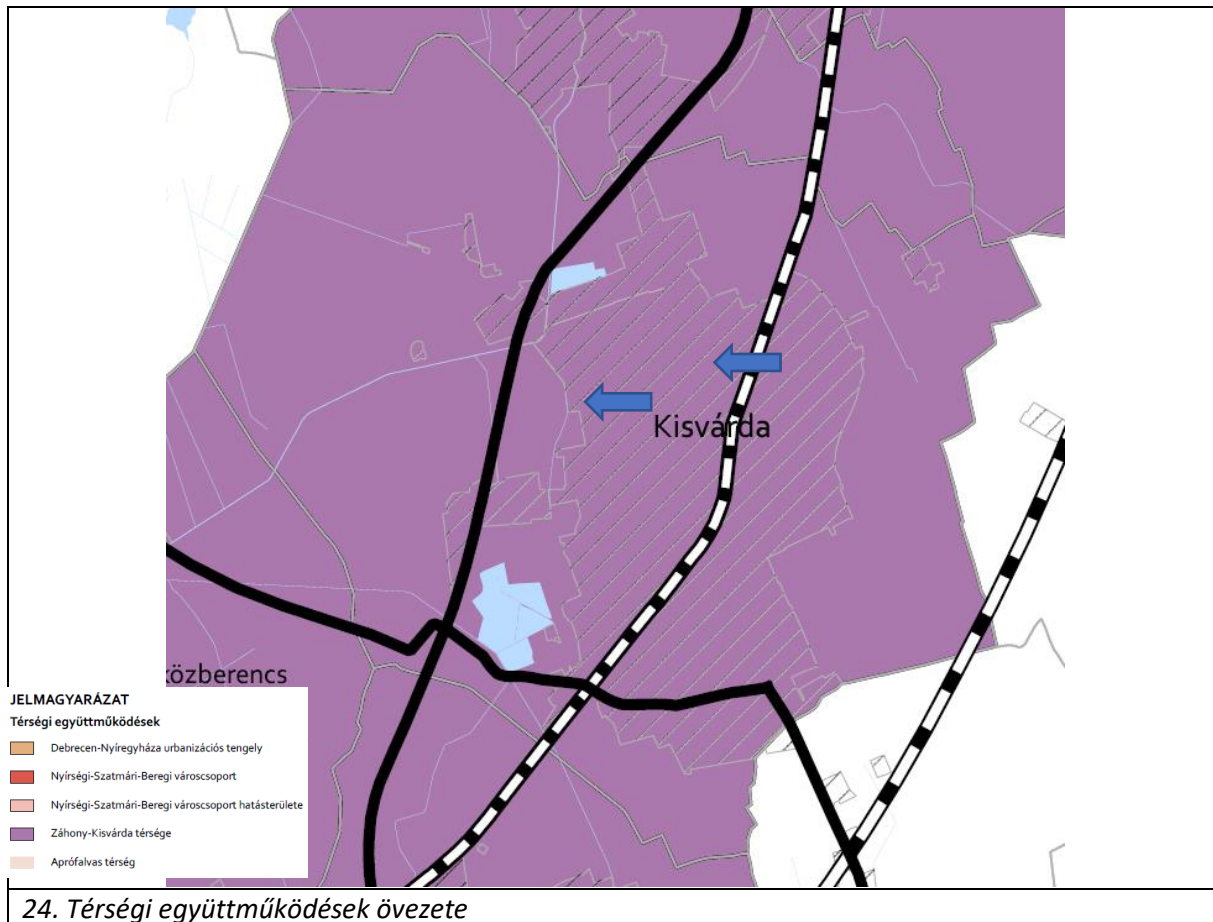 Kisvárda
közberencs
JELMAGYARÁZAT
Térségi együttműködések
Debrecen-Nyíregyháza urbanizációs tengely
Nyírségi-Szatmári-Beregi városcsoport
Nyírségi-Szatmári-Beregi városcsoport hatásterülete
Záhony-Kisvárda térsége
Aprófalvas térség
24. Térségi együttműködések övezete